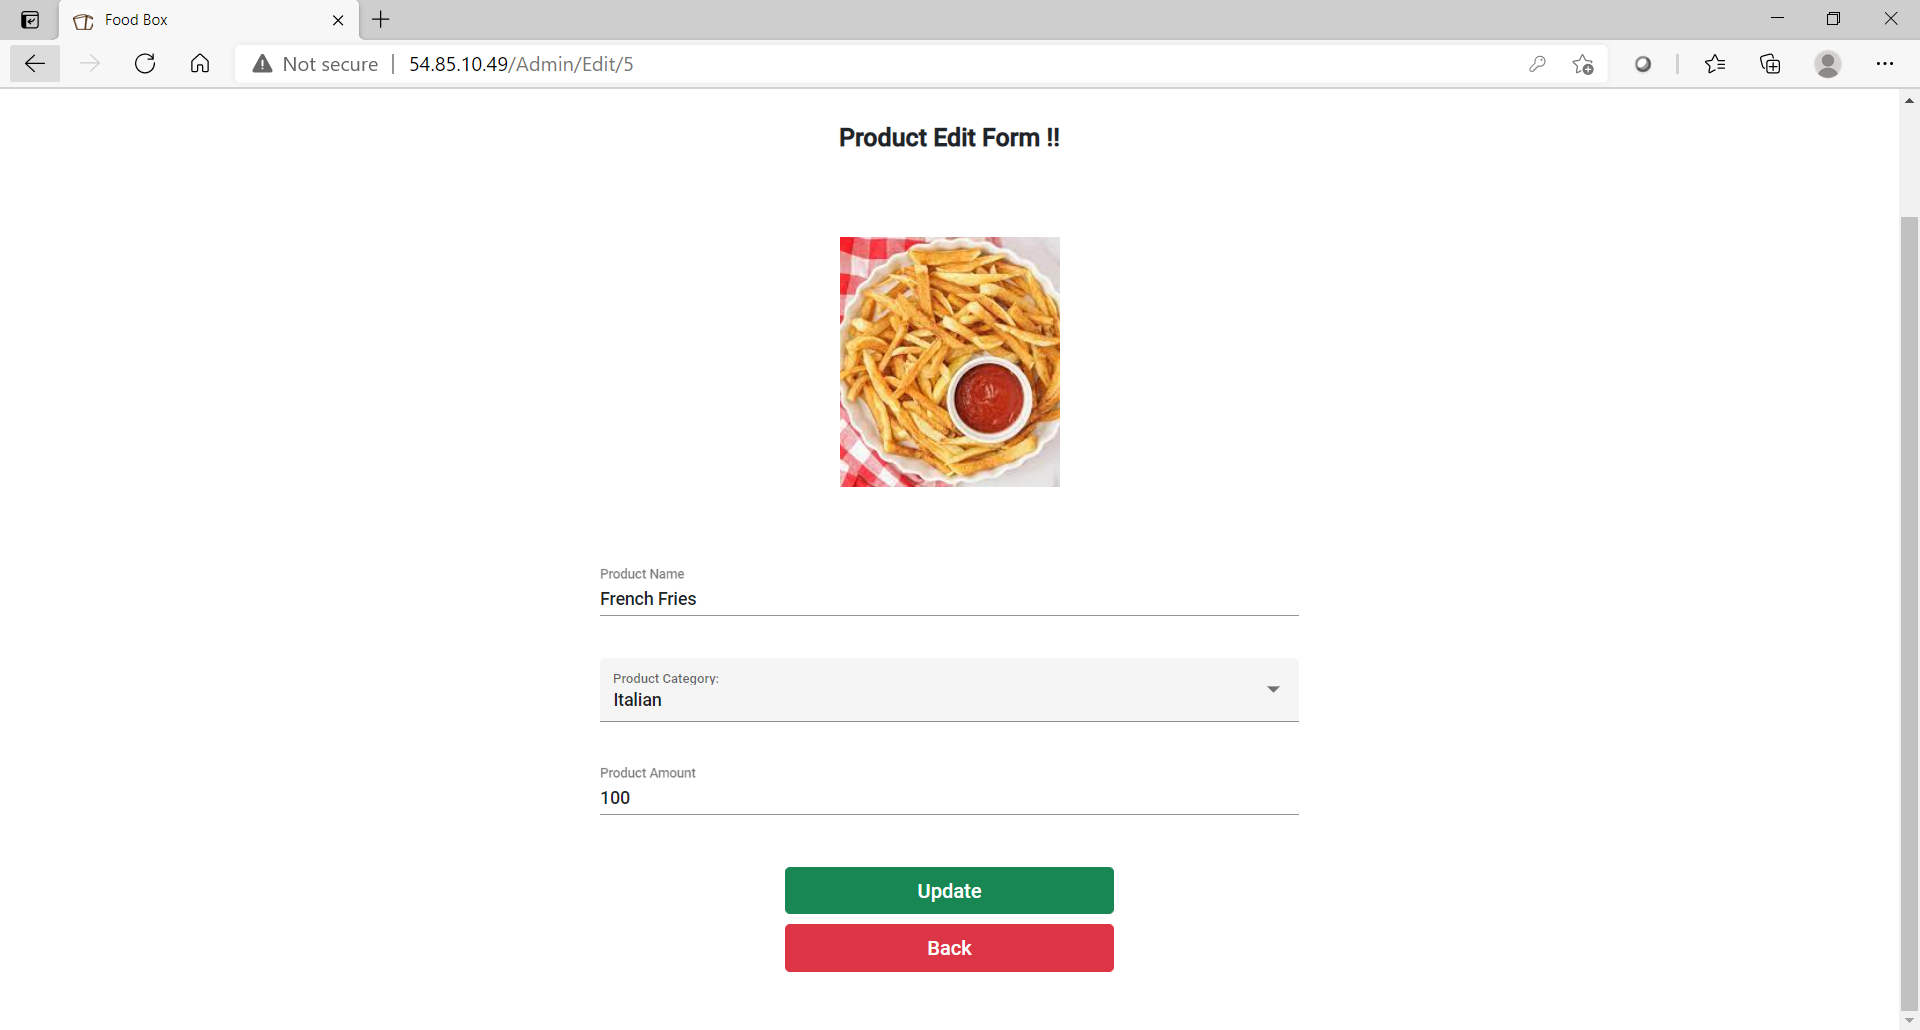 Food Box
Not secure | 54.85.10.49/Admin/Edit/5
Product Edit Form !!
Product Name
French Fries
Product Category:
Italian
Product Amount
100
Update
Back